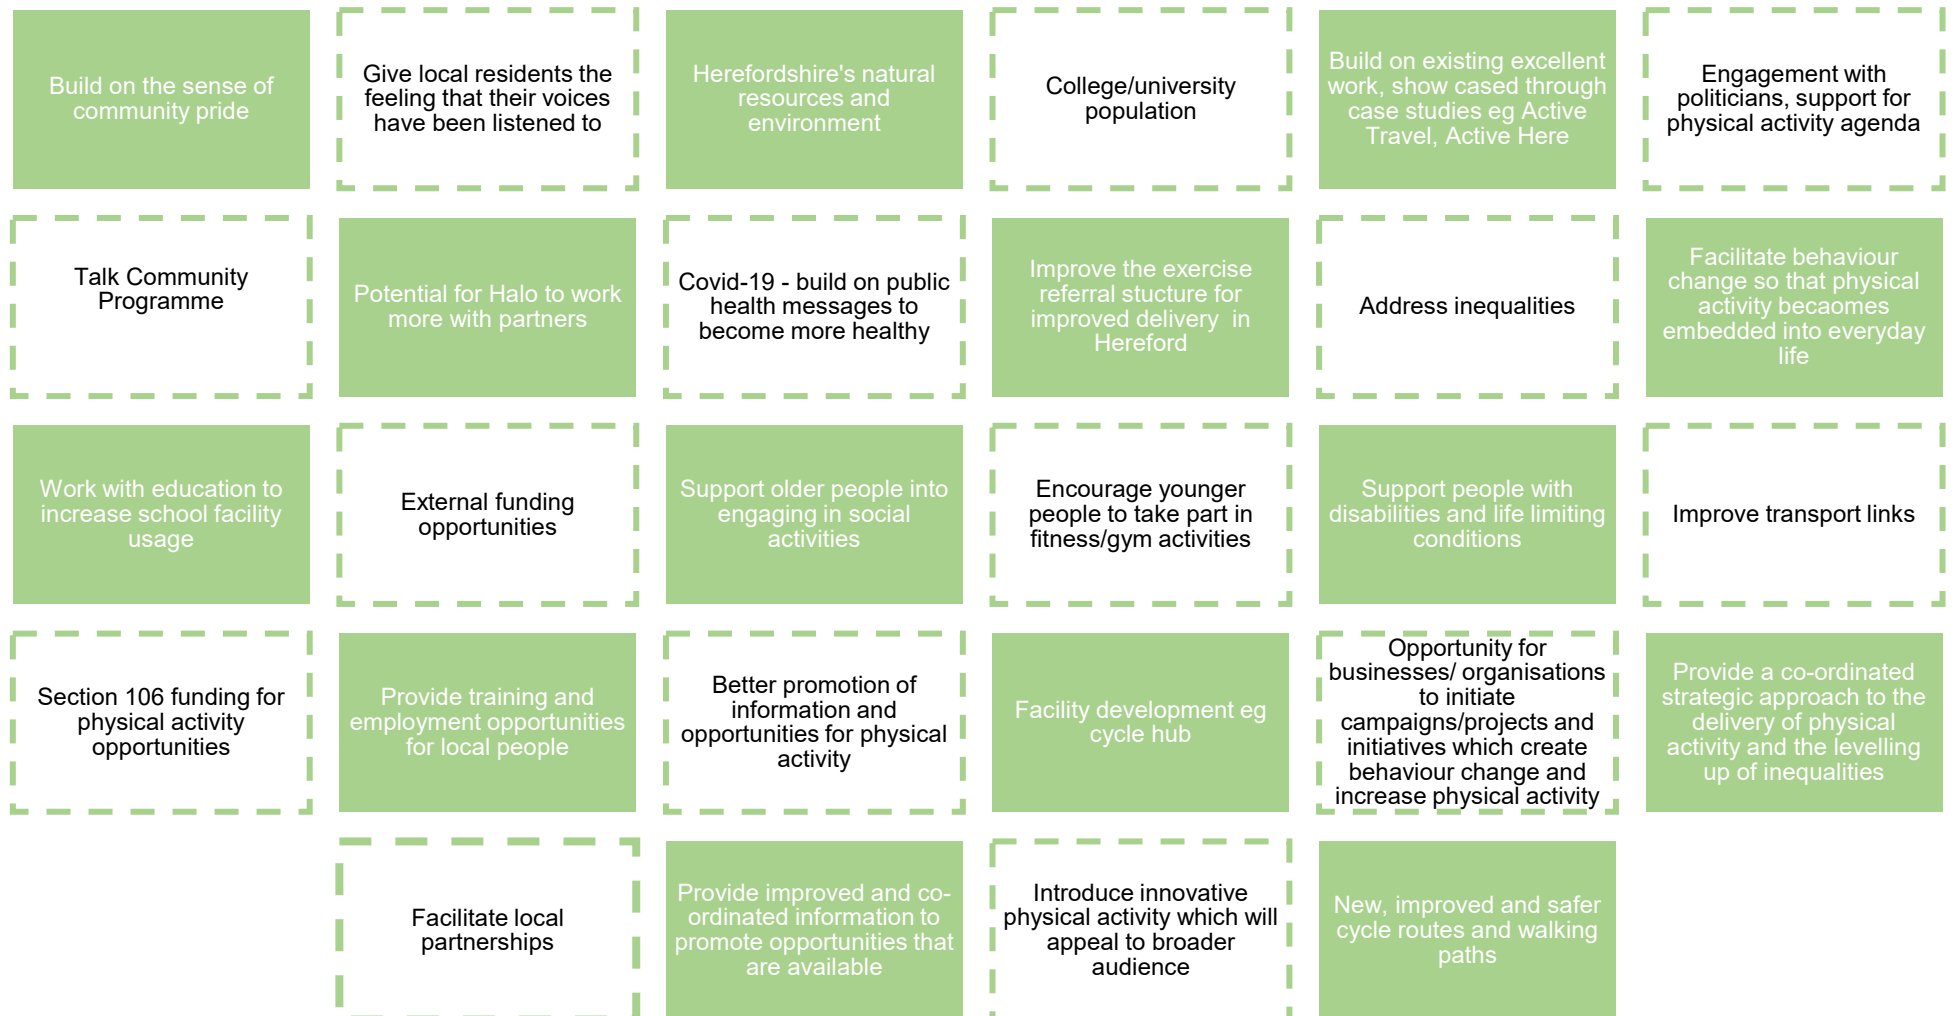 Build on the sense of
community pride
Give local residents the
feeling that their voices
have been listened to
Herefordshire's natural
resources and
environment
College/university
population
Build on existing excellent
work, show cased through
case studies eg Active
Travel, Active Here
Engagement with
politicians, support for
physical activity agenda
Talk Community
Programme
Potential for Halo to work
more with partners
Covid-19 - build on public
health messages to
become more healthy
Improve the exercise
referral stucture for
improved delivery  in
Hereford
Address inequalities
Facilitate behaviour
change so that physical
activity becaomes
embedded into everyday
life
Work with education to
increase school facility
usage
External funding
opportunities
Support older people into
engaging in social
activities
Encourage younger
people to take part in
fitness/gym activities
Support people with
disabilities and life limiting
conditions
Improve transport links
Section 106 funding for
physical activity
opportunities
Provide training and
employment opportunities
for local people
Better promotion of
information and
opportunities for physical
activity
Facility development eg
cycle hub
Opportunity for
businesses/ organisations
to initiate
campaigns/projects and
initiatives which create
behaviour change and
increase physical activity
Provide a co-ordinated
strategic approach to the
delivery of physical
activity and the levelling
up of inequalities
Facilitate local
partnerships
Provide improved and co-
ordinated information to
promote opportunities that
are available
Introduce innovative
physical activity which will
appeal to broader
audience
New, improved and safer
cycle routes and walking
paths